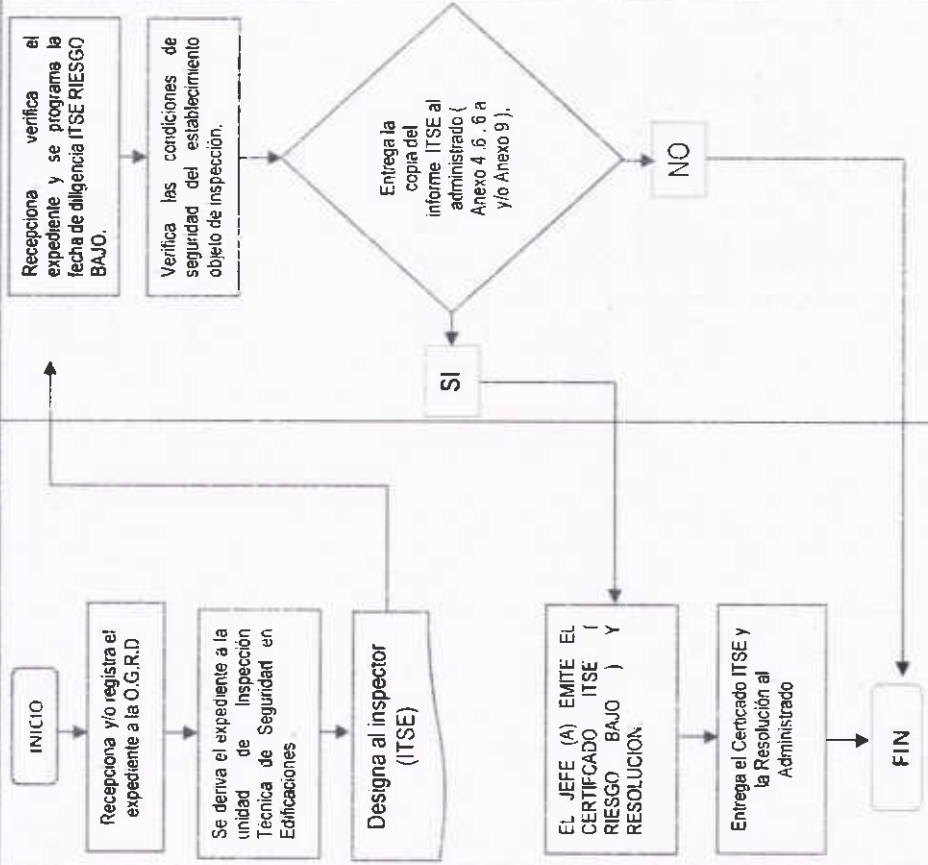 INICIO
Recepciona y/o registra el
expediente a la O.G.R.D
Se deriva el expediente a la
unidad de Inspección
Tecnica de Seguridad en
Edificaciones
Designa al inspector
(ITSE)
Recepciona verifica el
expediente y se programa la
fecha de diligencia ITSE RIESGO
BAJO.
Verifica las condiciones de
seguridad del establecimiento
objeto de inspección.
Entrega la
copia del
informe ITSE al
administrado (
Anexo 4 . 6 . 6 a
y/o Anexo 9 ).
SI
NO
EL JEFE (A) EMITE EL
CERTIFCADO ITSE (
RIESGO BAJO ) Y
RESOLUCION.
Entrega el Certicado ITSE y
la Resolución al
Administrado
FIN